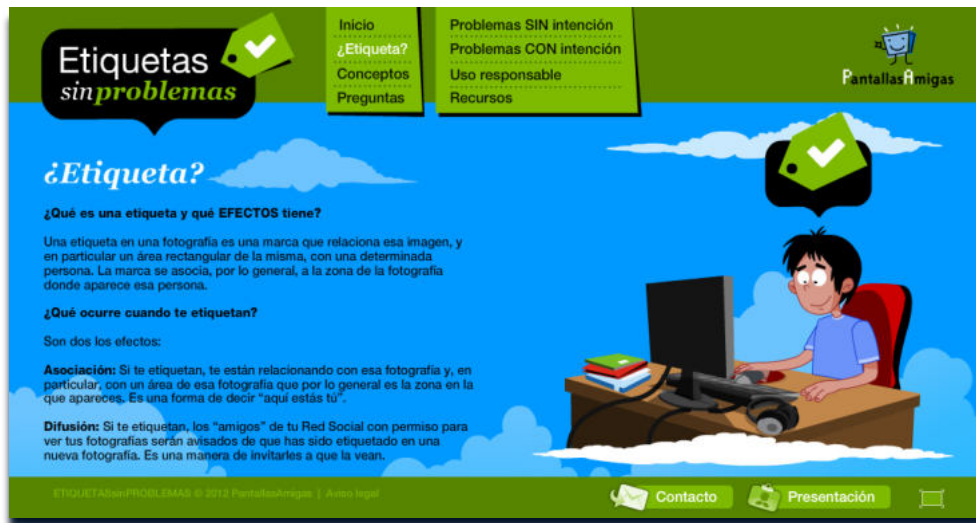 Etiquetas
sinproblemas
Inicio
¿Etiqueta?
Conceptos
Preguntas
Problemas SIN intención
Problemas CON intención
Uso responsable
Recursos
PantallasAmigas
¿Etiqueta?
¿Qué es una etiqueta y qué EFECTOS tiene?
Una etiqueta en una fotografía es una marca que relaciona esa imagen, y
en particular un área rectangular de la misma, con una determinada
persona. La marca se asocia, por lo general, a la zona de la fotografía
donde aparece esa persona.
¿Qué ocurre cuando te etiquetan?
Son dos los efectos:
Asociación: Si te etiquetan, te están relacionando con esa fotografía y, en
particular, con un área de esa fotografía que por lo general es la zona en la
que apareces. Es una forma de decir “aquí estás tú”.
Difusión: Si te etiquetan, los “amigos” de tu Red Social con permiso para
ver tus fotografías serán avisados de que has sido etiquetado en una
nueva fotografía. Es una manera de invitarles a que la vean.
ETIQUETASsinPROBLEMAS © 2012 PantallasAmigas | Aviso legal
Contacto
Presentación